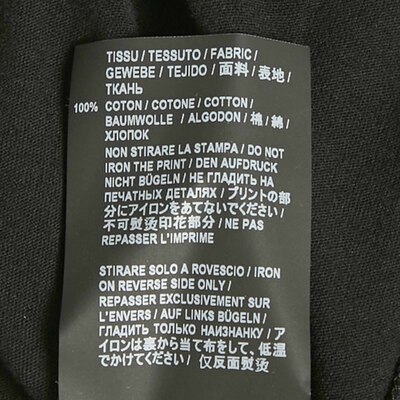 TISSU / TESSUTO / FABRIC /
GEWEBE / TEJIDO / 面料 / 表地 /
ТКАНЬ
100% COTON / COTONE / COTTON /
BAUMWOLLE / ALGODON / 棉 / 綿 /
ХЛОПОК
NON STIRARE LA STAMPA / DO NOT
IRON THE PRINT / DEN AUFDRUCK
NICHT BÜGELN / НЕ ГЛАДИТЬ НА
ПЕЧАТНЫХ ДЕТАЛЯХ / プリントの部
分にアイロンをあてないでください /
不可熨烫印花部分 / NE PAS
REPASSER L'IMPRIME
STIRARE SOLO A ROVESCIO / IRON
ON REVERSE SIDE ONLY /
REPASSER EXCLUSIVEMENT SUR
L'ENVERS / AUF LINKS BÜGELN /
ГЛАДИТЬ ТОЛЬКО НАИЗНАНКУ / ア
イロンは裏から当て布をして、低温
でかけてください / 仅反面熨烫